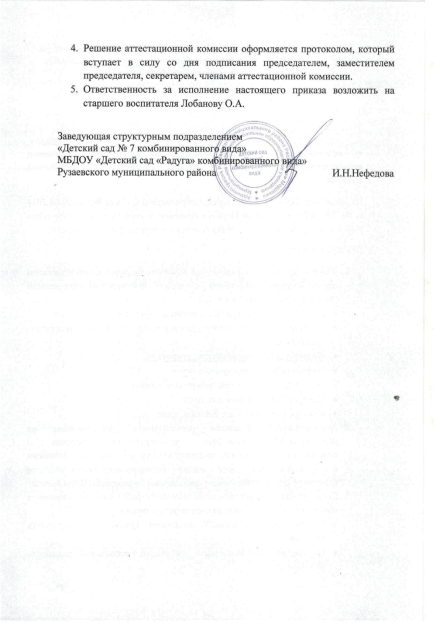 4. Решение аттестационной комиссии оформляется протоколом, который
вступает в силу со дня подписания председателем, заместителем
председателя, секретарем, членами аттестационной комиссии.
5. Ответственность за исполнение настоящего приказа возложить на
старшего воспитателя Лобанову О.А.
Заведующая структурным подразделением
«Детский сад № 7 комбинированного вида»
МБДОУ «Детский сад «Радуга» комбинированного вида»
Рузаевского муниципального района И.Н.Нефедова